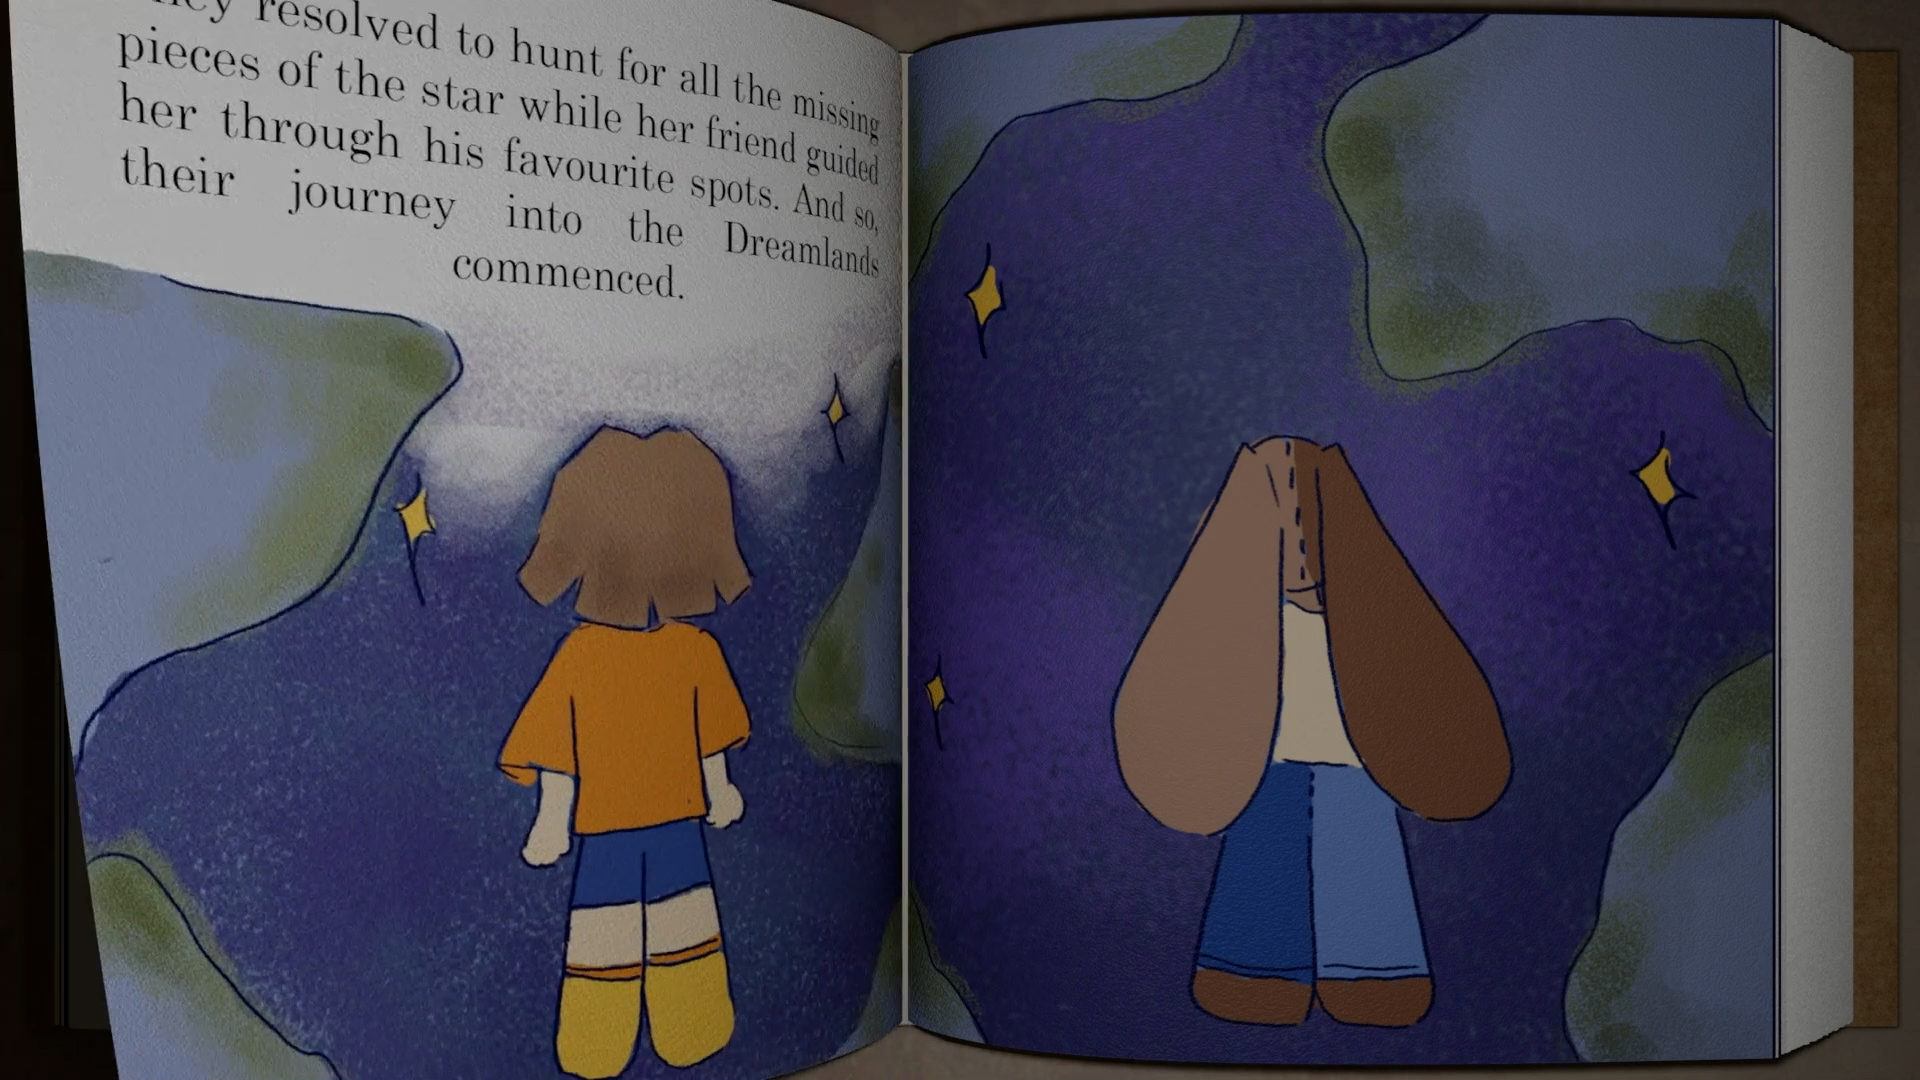 They resolved to hunt for all the missing
pieces of the star while her friend guided
her through his favourite spots. And so,
their journey into the Dreamlands
commenced.